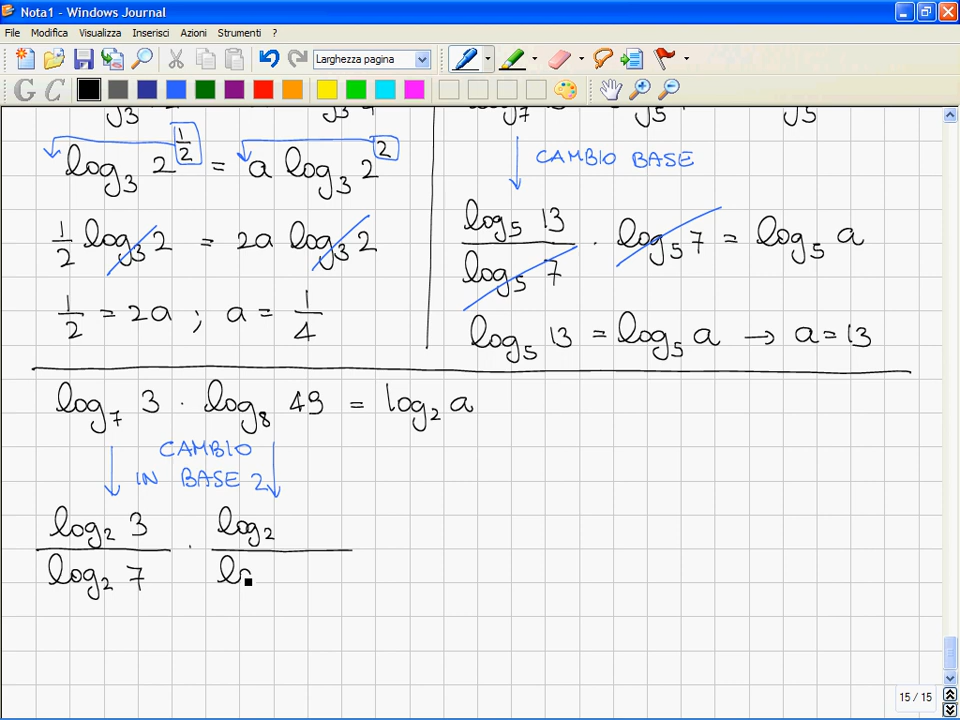 Nota1 - Windows Journal
File Modifica Visualizza Inserisci Azioni Strumenti ?
Larghezza pagina
log₃ 2^(1/2) = a log₃ 2²
1/2 log₃ 2 = 2a log₃ 2
1/2 = 2a ; a = 1/4
CAMBIO BASE
log₅ 13 / log₅ 7 · log₅ 7 = log₅ a
log₅ 13 = log₅ a → a = 13
log₇ 3 · log₈ 49 = log₂ a
CAMBIO
IN BASE 2
log₂ 3 / log₂ 7 · log₂ / lo
15 / 15